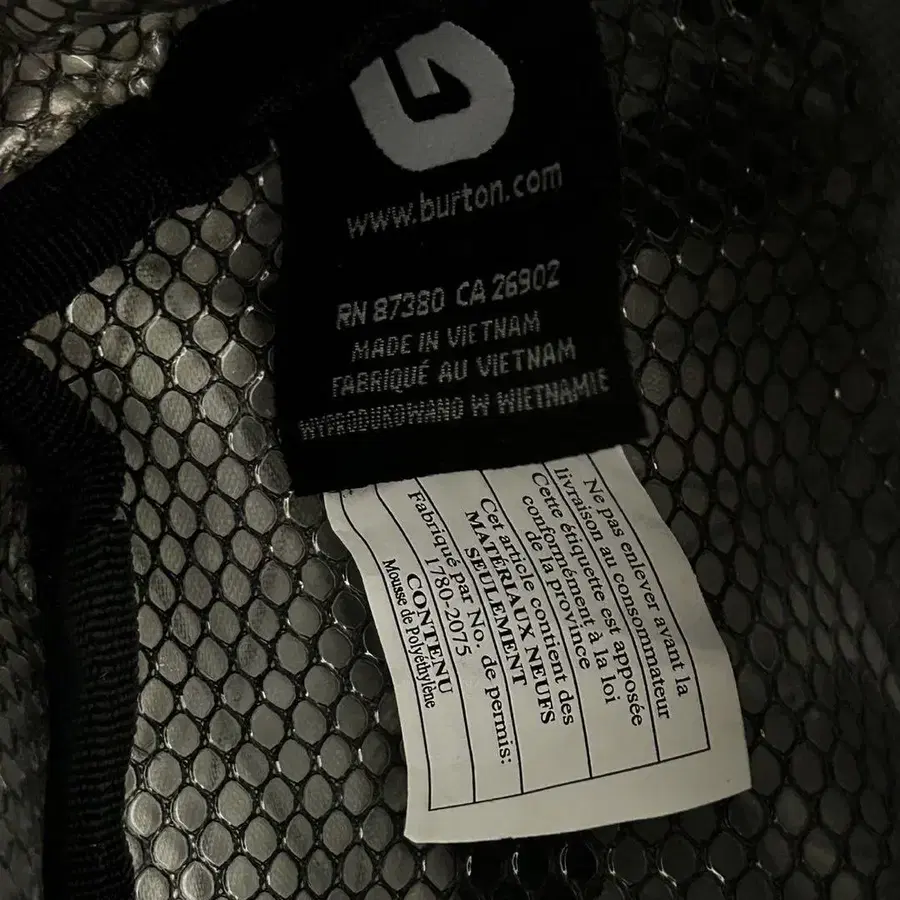 www.burton.com
RN 87380 CA 26902
MADE IN VIETNAM
FABRIQUÉ AU VIETNAM
WYPRODUKOWANO W WIETNAMIE
Ne pas enlever avant la
livraison au consommateur
Cette étiquette est apposée
conformément à la loi
de la province
Cet article contient des
MATÉRIAUX NEUFS
SEULEMENT
Fabriqué par No. de permis:
1780-2075
CONTENU
Mousse de Polyéthylène